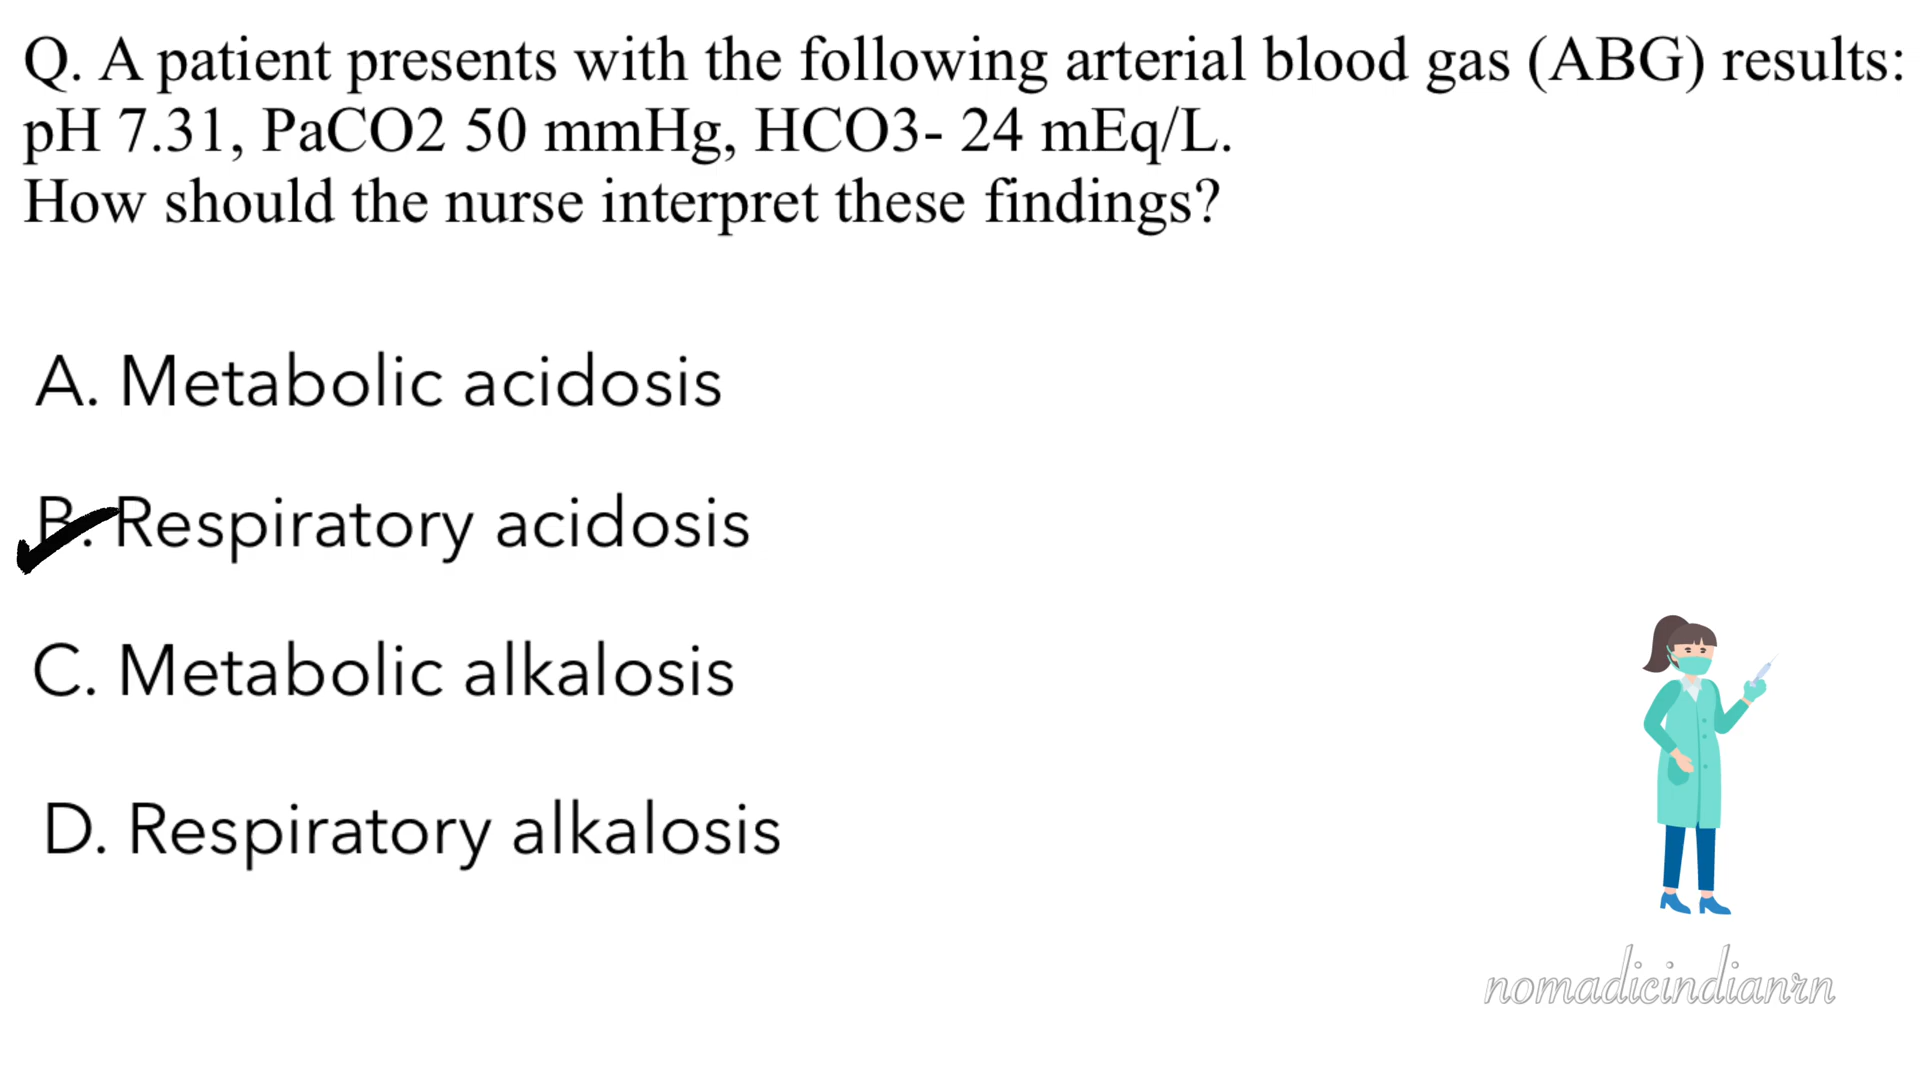 Q. A patient presents with the following arterial blood gas (ABG) results:
pH 7.31, PaCO2 50 mmHg, HCO3- 24 mEq/L.
How should the nurse interpret these findings?
A. Metabolic acidosis
B. Respiratory acidosis
C. Metabolic alkalosis
D. Respiratory alkalosis
nomadicindianrn